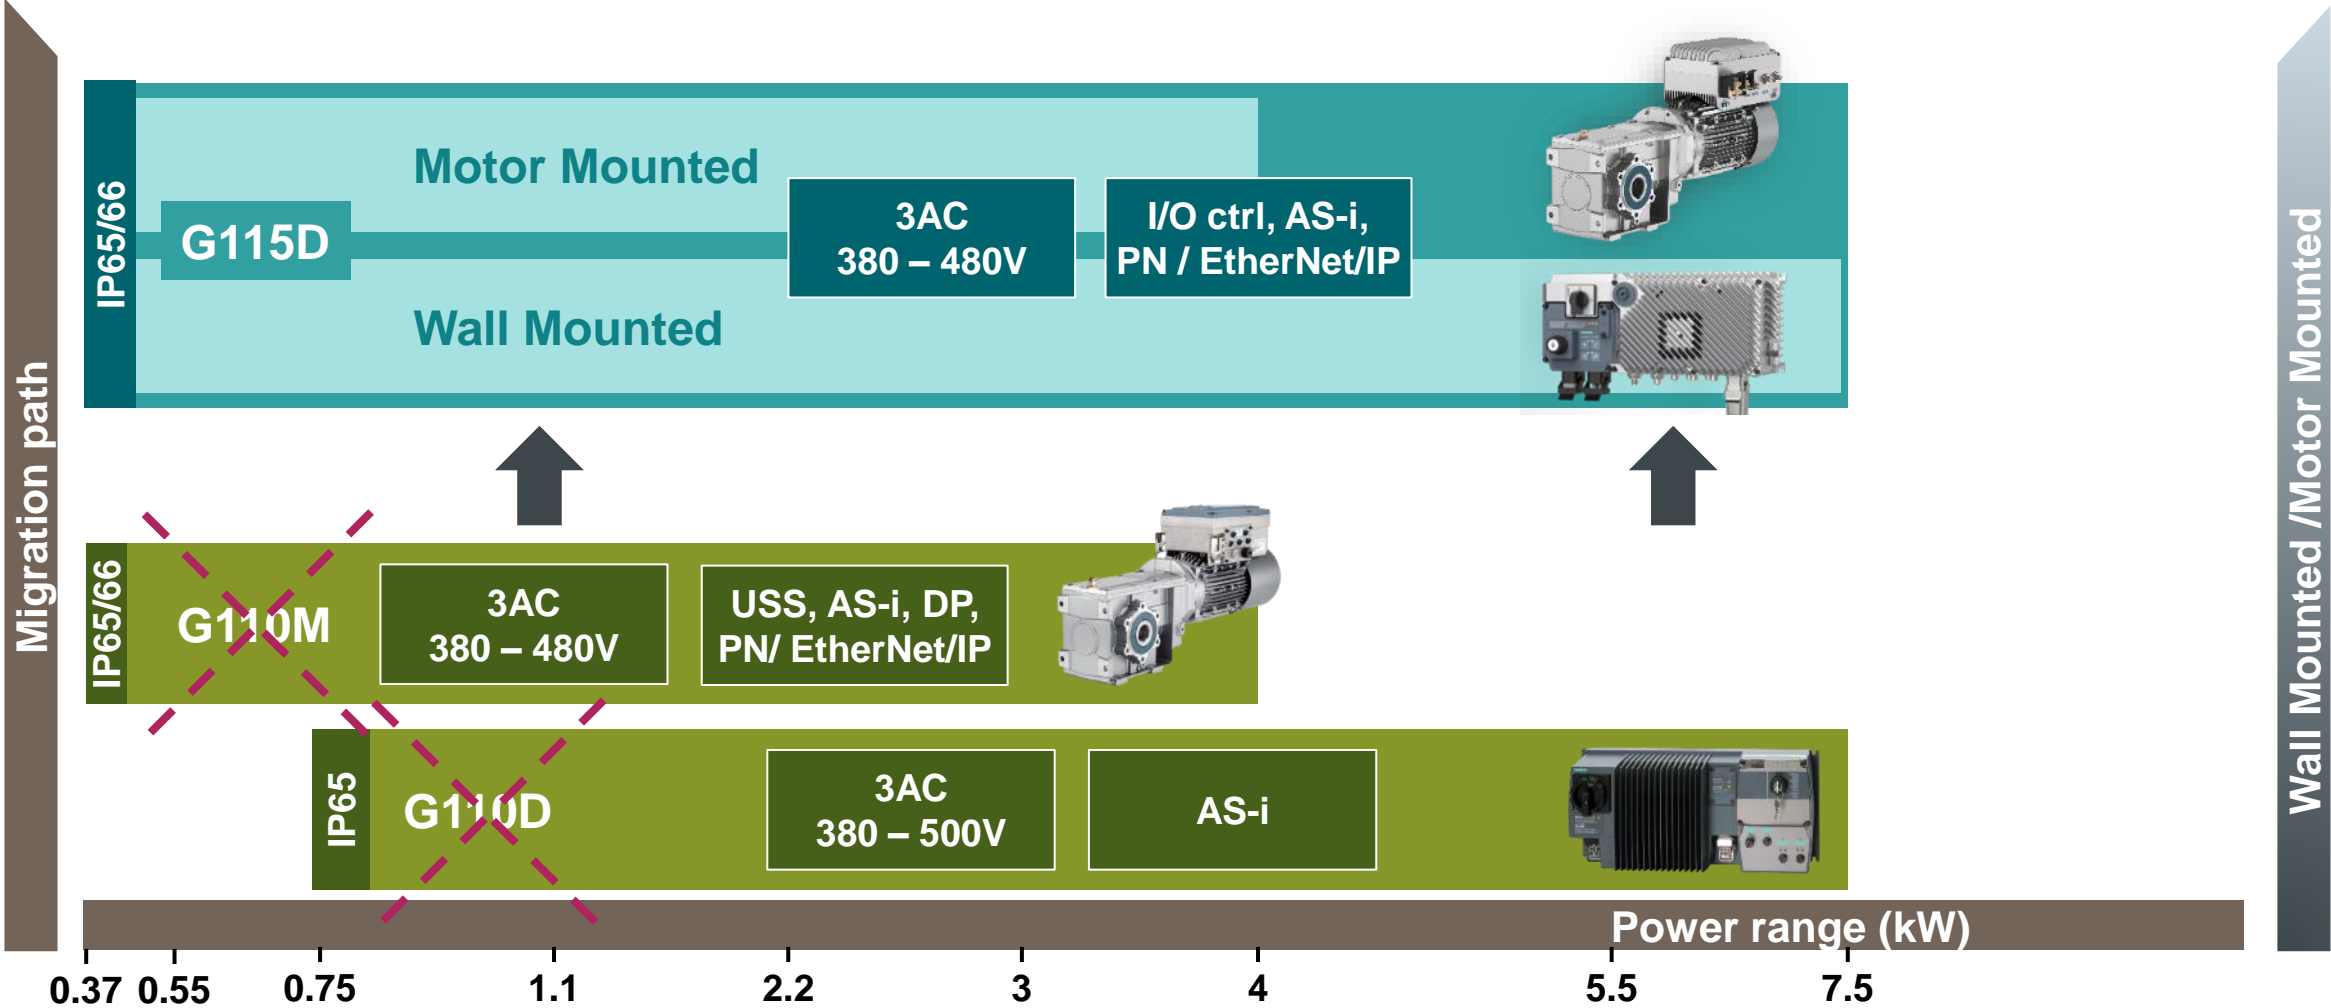 Migration path
IP65/66
Motor Mounted
G115D
3AC
380 – 480V
I/O ctrl, AS-i,
PN / EtherNet/IP
Wall Mounted
IP65/66
G110M
3AC
380 – 480V
USS, AS-i, DP,
PN/ EtherNet/IP
IP65
G110D
3AC
380 – 500V
AS-i
Power range (kW)
0.37 0.55 0.75 1.1 2.2 3 4 5.5 7.5
Wall Mounted /Motor Mounted